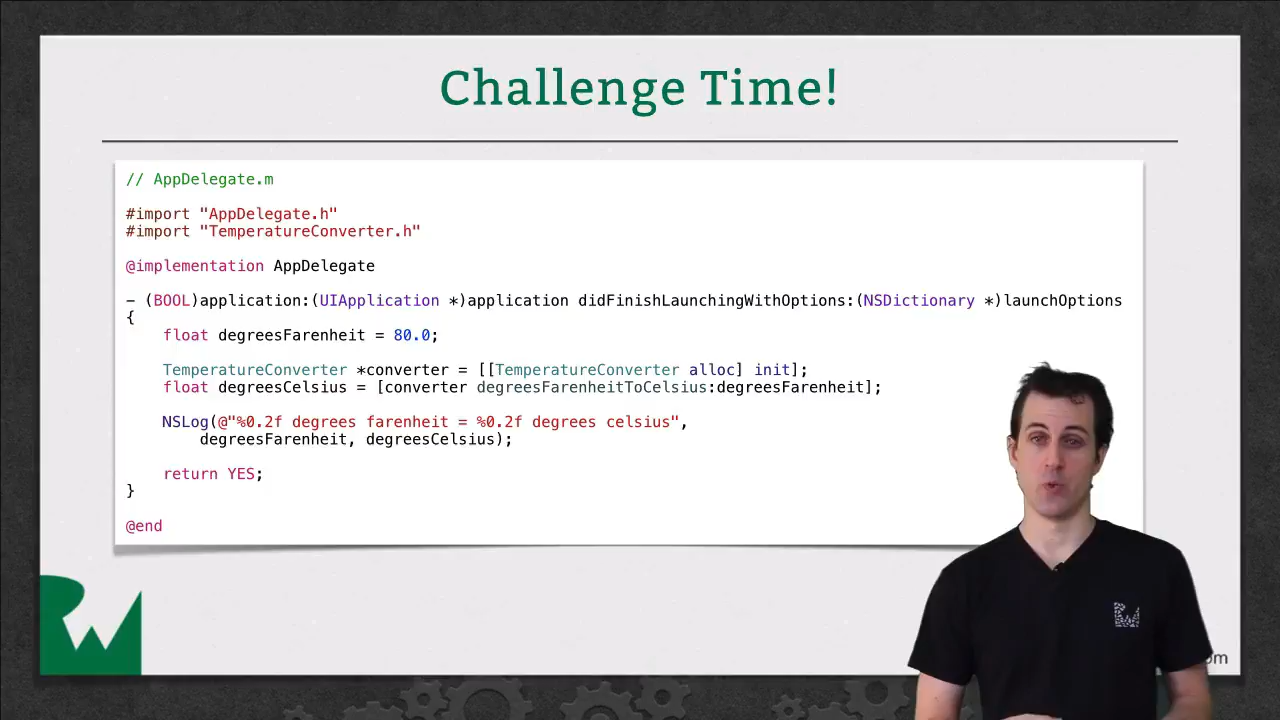 Challenge Time!
// AppDelegate.m
#import "AppDelegate.h"
#import "TemperatureConverter.h"
@implementation AppDelegate
- (BOOL)application:(UIApplication *)application didFinishLaunchingWithOptions:(NSDictionary *)launchOptions
{
float degreesFarenheit = 80.0;
TemperatureConverter *converter = [[TemperatureConverter alloc] init];
float degreesCelsius = [converter degreesFarenheitToCelsius:degreesFarenheit];
NSLog(@"%0.2f degrees farenheit = %0.2f degrees celsius",
degreesFarenheit, degreesCelsius);
return YES;
}
@end